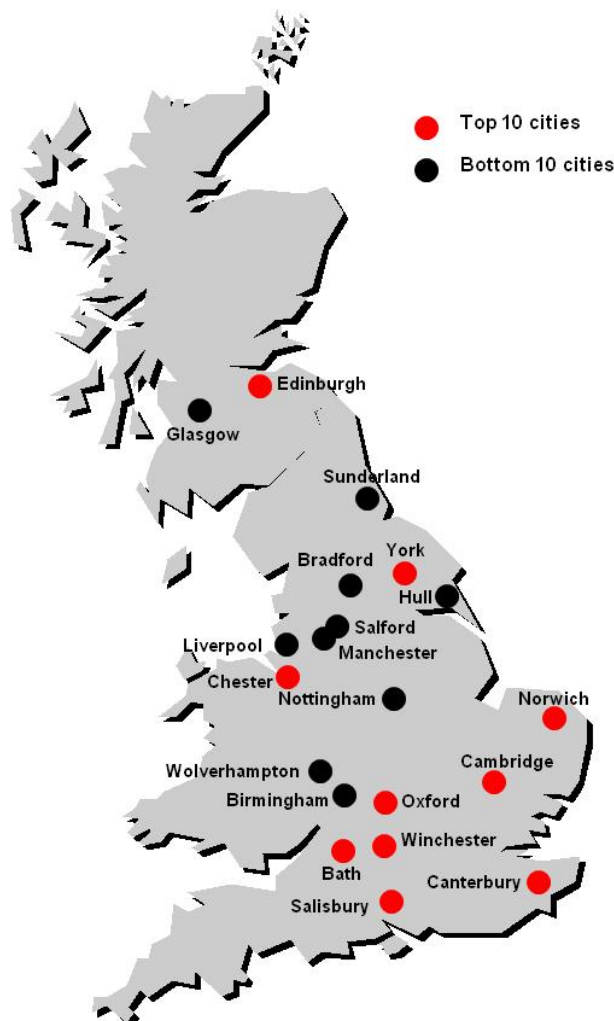 Top 10 cities
Bottom 10 cities
Edinburgh
Glasgow
Sunderland
York
Bradford
Hull
Salford
Liverpool
Manchester
Chester
Nottingham
Norwich
Cambridge
Wolverhampton
Birmingham
Oxford
Winchester
Bath
Canterbury
Salisbury